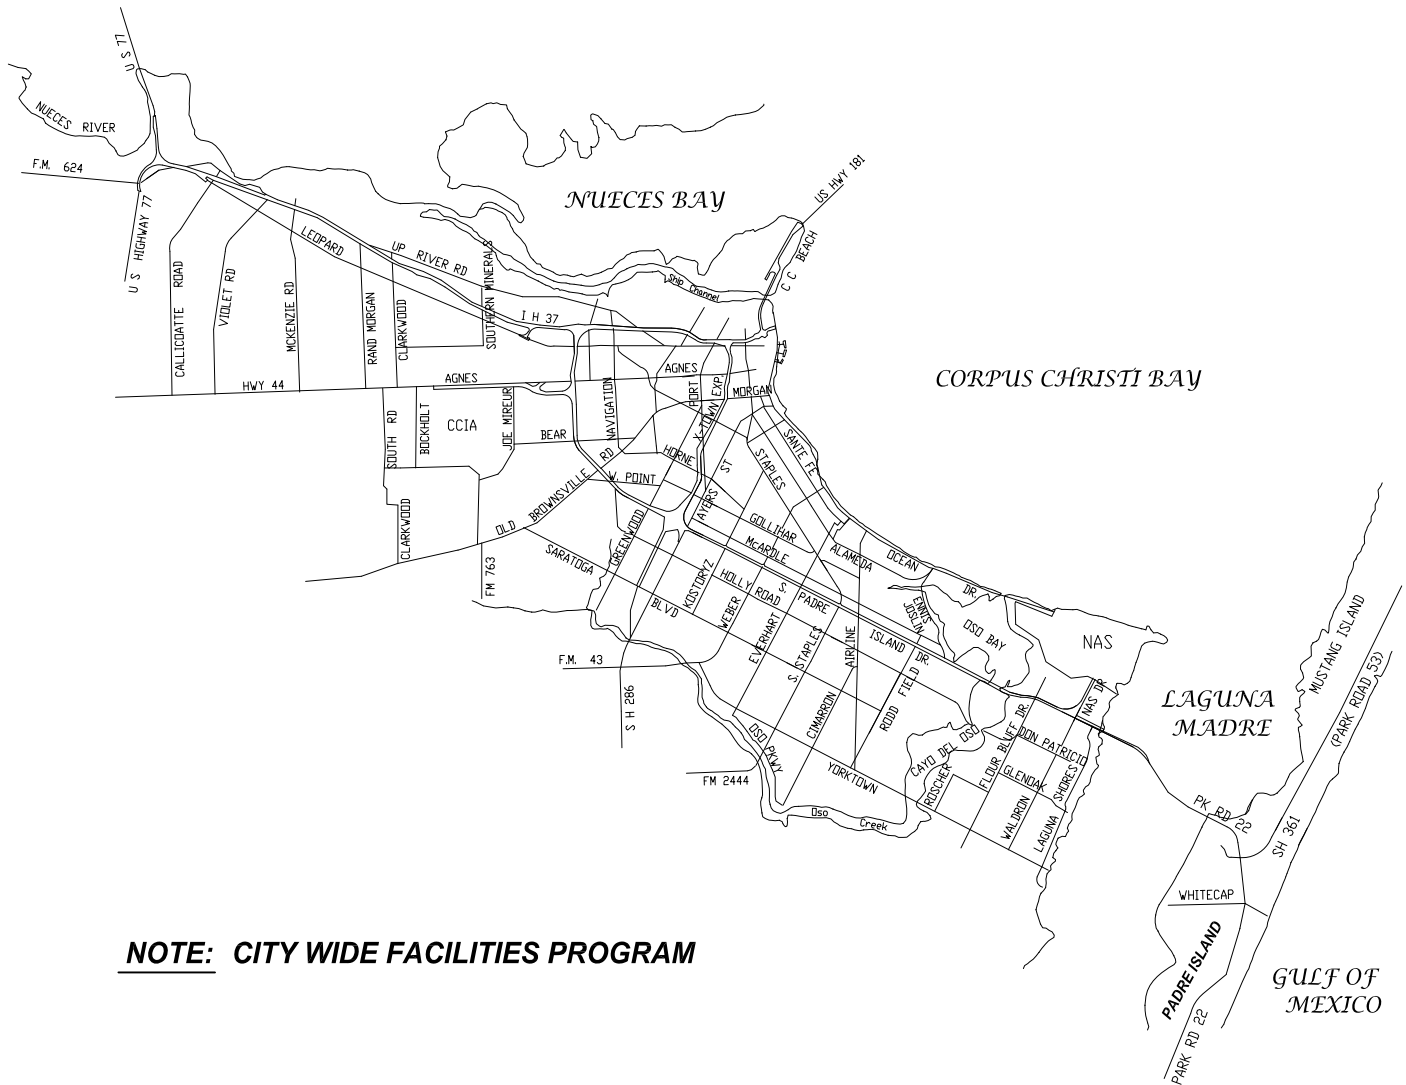 U S 77
NUECES RIVER
F.M. 624
U S HIGHWAY 77
NUECES BAY
US HWY 181
C C BEACH
Ship Channel
LEOPARD
UP RIVER RD
SOUTHERN MINERALS
I H 37
CALLICOATTE ROAD
VIOLET RD
MCKENZIE RD
RAND MORGAN
CLARKWOOD
HWY 44
AGNES
AGNES
CORPUS CHRISTI BAY
NAVIGATION
PORT
X-TOWN EXP.
MORGAN
SOUTH RD
BOCKHOLT
CCIA
JOE MIREUR
BEAR
SANTE FE
HORNE
STAPLES
W. POINT
OLD BROWNSVILLE RD
AYERS ST
CLARKWOOD
GREENWOOD
GOLLIHAR
McARDLE
ALAMEDA
OCEAN DR.
SARATOGA BLVD
FM 763
KOSTORYZ
HOLLY ROAD
WEBER
S. PADRE ISLAND DR.
ENNIS
JOSLIN
OSO BAY
NAS
EVERHART
S. STAPLES
AIRLINE
F.M. 43
S H 286
RODD FIELD
CIMARRON
OSO PKWY
FM 2444
YORKTOWN
CAYO DEL OSO
ROSCHER
FLOUR BLUFF DR.
NAS DR.
DON PATRICIO
GLENOAK
WALDRON
LAGUNA SHORES
Oso Creek
LAGUNA
MADRE
MUSTANG ISLAND
(PARK ROAD 53)
PK RD 22
SH 361
WHITECAP
PADRE ISLAND
PARK RD 22
GULF OF
MEXICO
NOTE: CITY WIDE FACILITIES PROGRAM